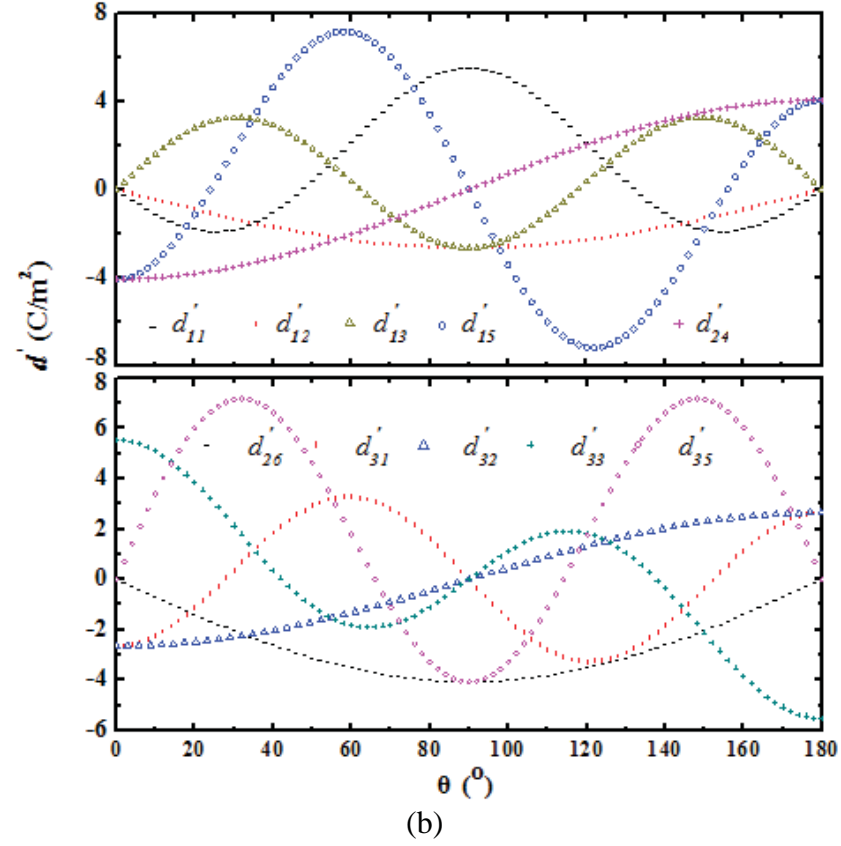 8
4
0
-4
-8
d' (C/m²)
d'₁₁ d'₁₂ d'₁₃ d'₁₅ d'₂₄
8
6
4
2
0
-2
-4
-6
d'₂₆ d'₃₁ d'₃₂ d'₃₃ d'₃₅
0 20 40 60 80 100 120 140 160 180
θ (°)
(b)